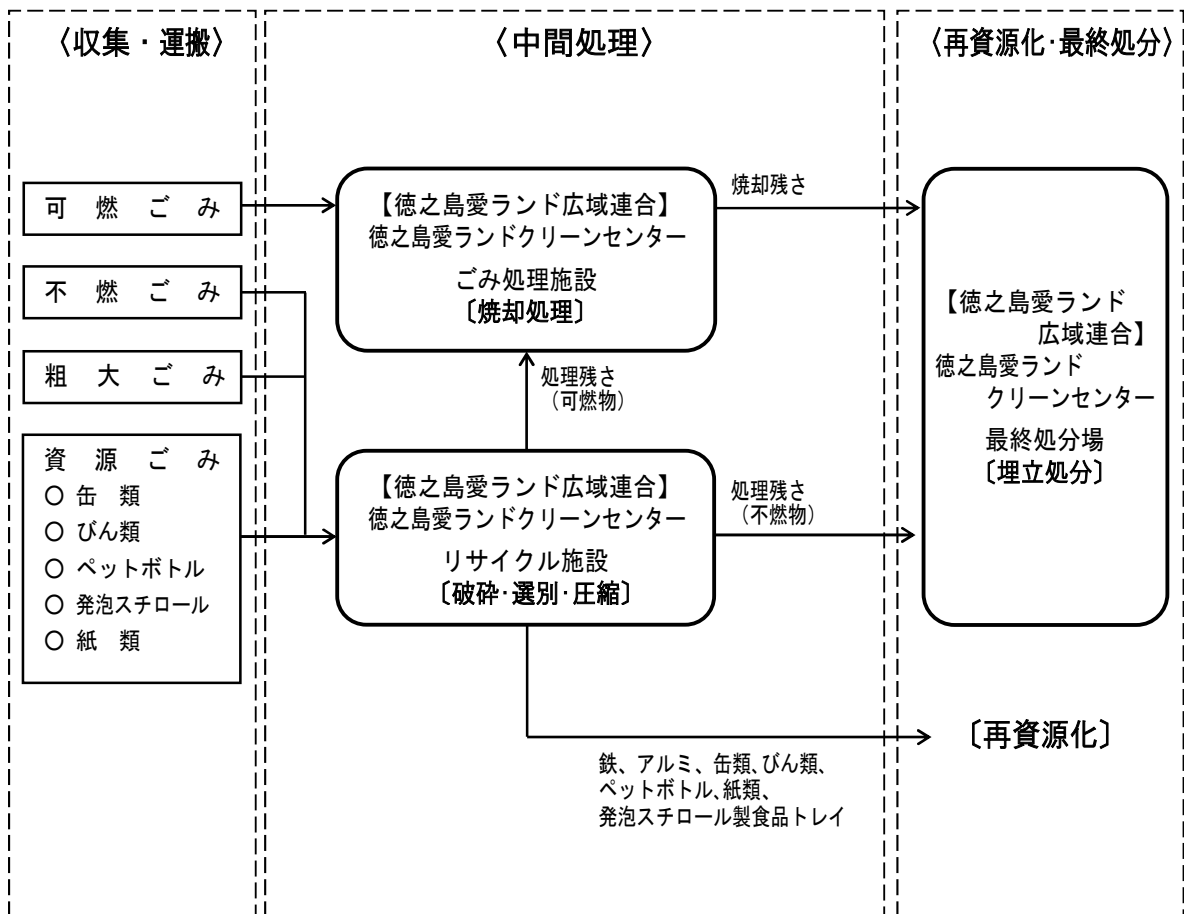 〈収集・運搬〉
〈中間処理〉
〈再資源化・最終処分〉
可燃ごみ
不燃ごみ
粗大ごみ
資源ごみ
○ 缶 類
○ びん類
○ ペットボトル
○ 発泡スチロール
○ 紙 類
【徳之島愛ランド広域連合】
徳之島愛ランドクリーンセンター
ごみ処理施設
〔焼却処理〕
焼却残さ
処理残さ
（可燃物）
【徳之島愛ランド広域連合】
徳之島愛ランドクリーンセンター
リサイクル施設
〔破砕・選別・圧縮〕
処理残さ
（不燃物）
鉄、アルミ、缶類、びん類、
ペットボトル、紙類、
発泡スチロール製食品トレイ
【徳之島愛ランド
広域連合】
徳之島愛ランド
クリーンセンター
最終処分場
〔埋立処分〕
〔再資源化〕